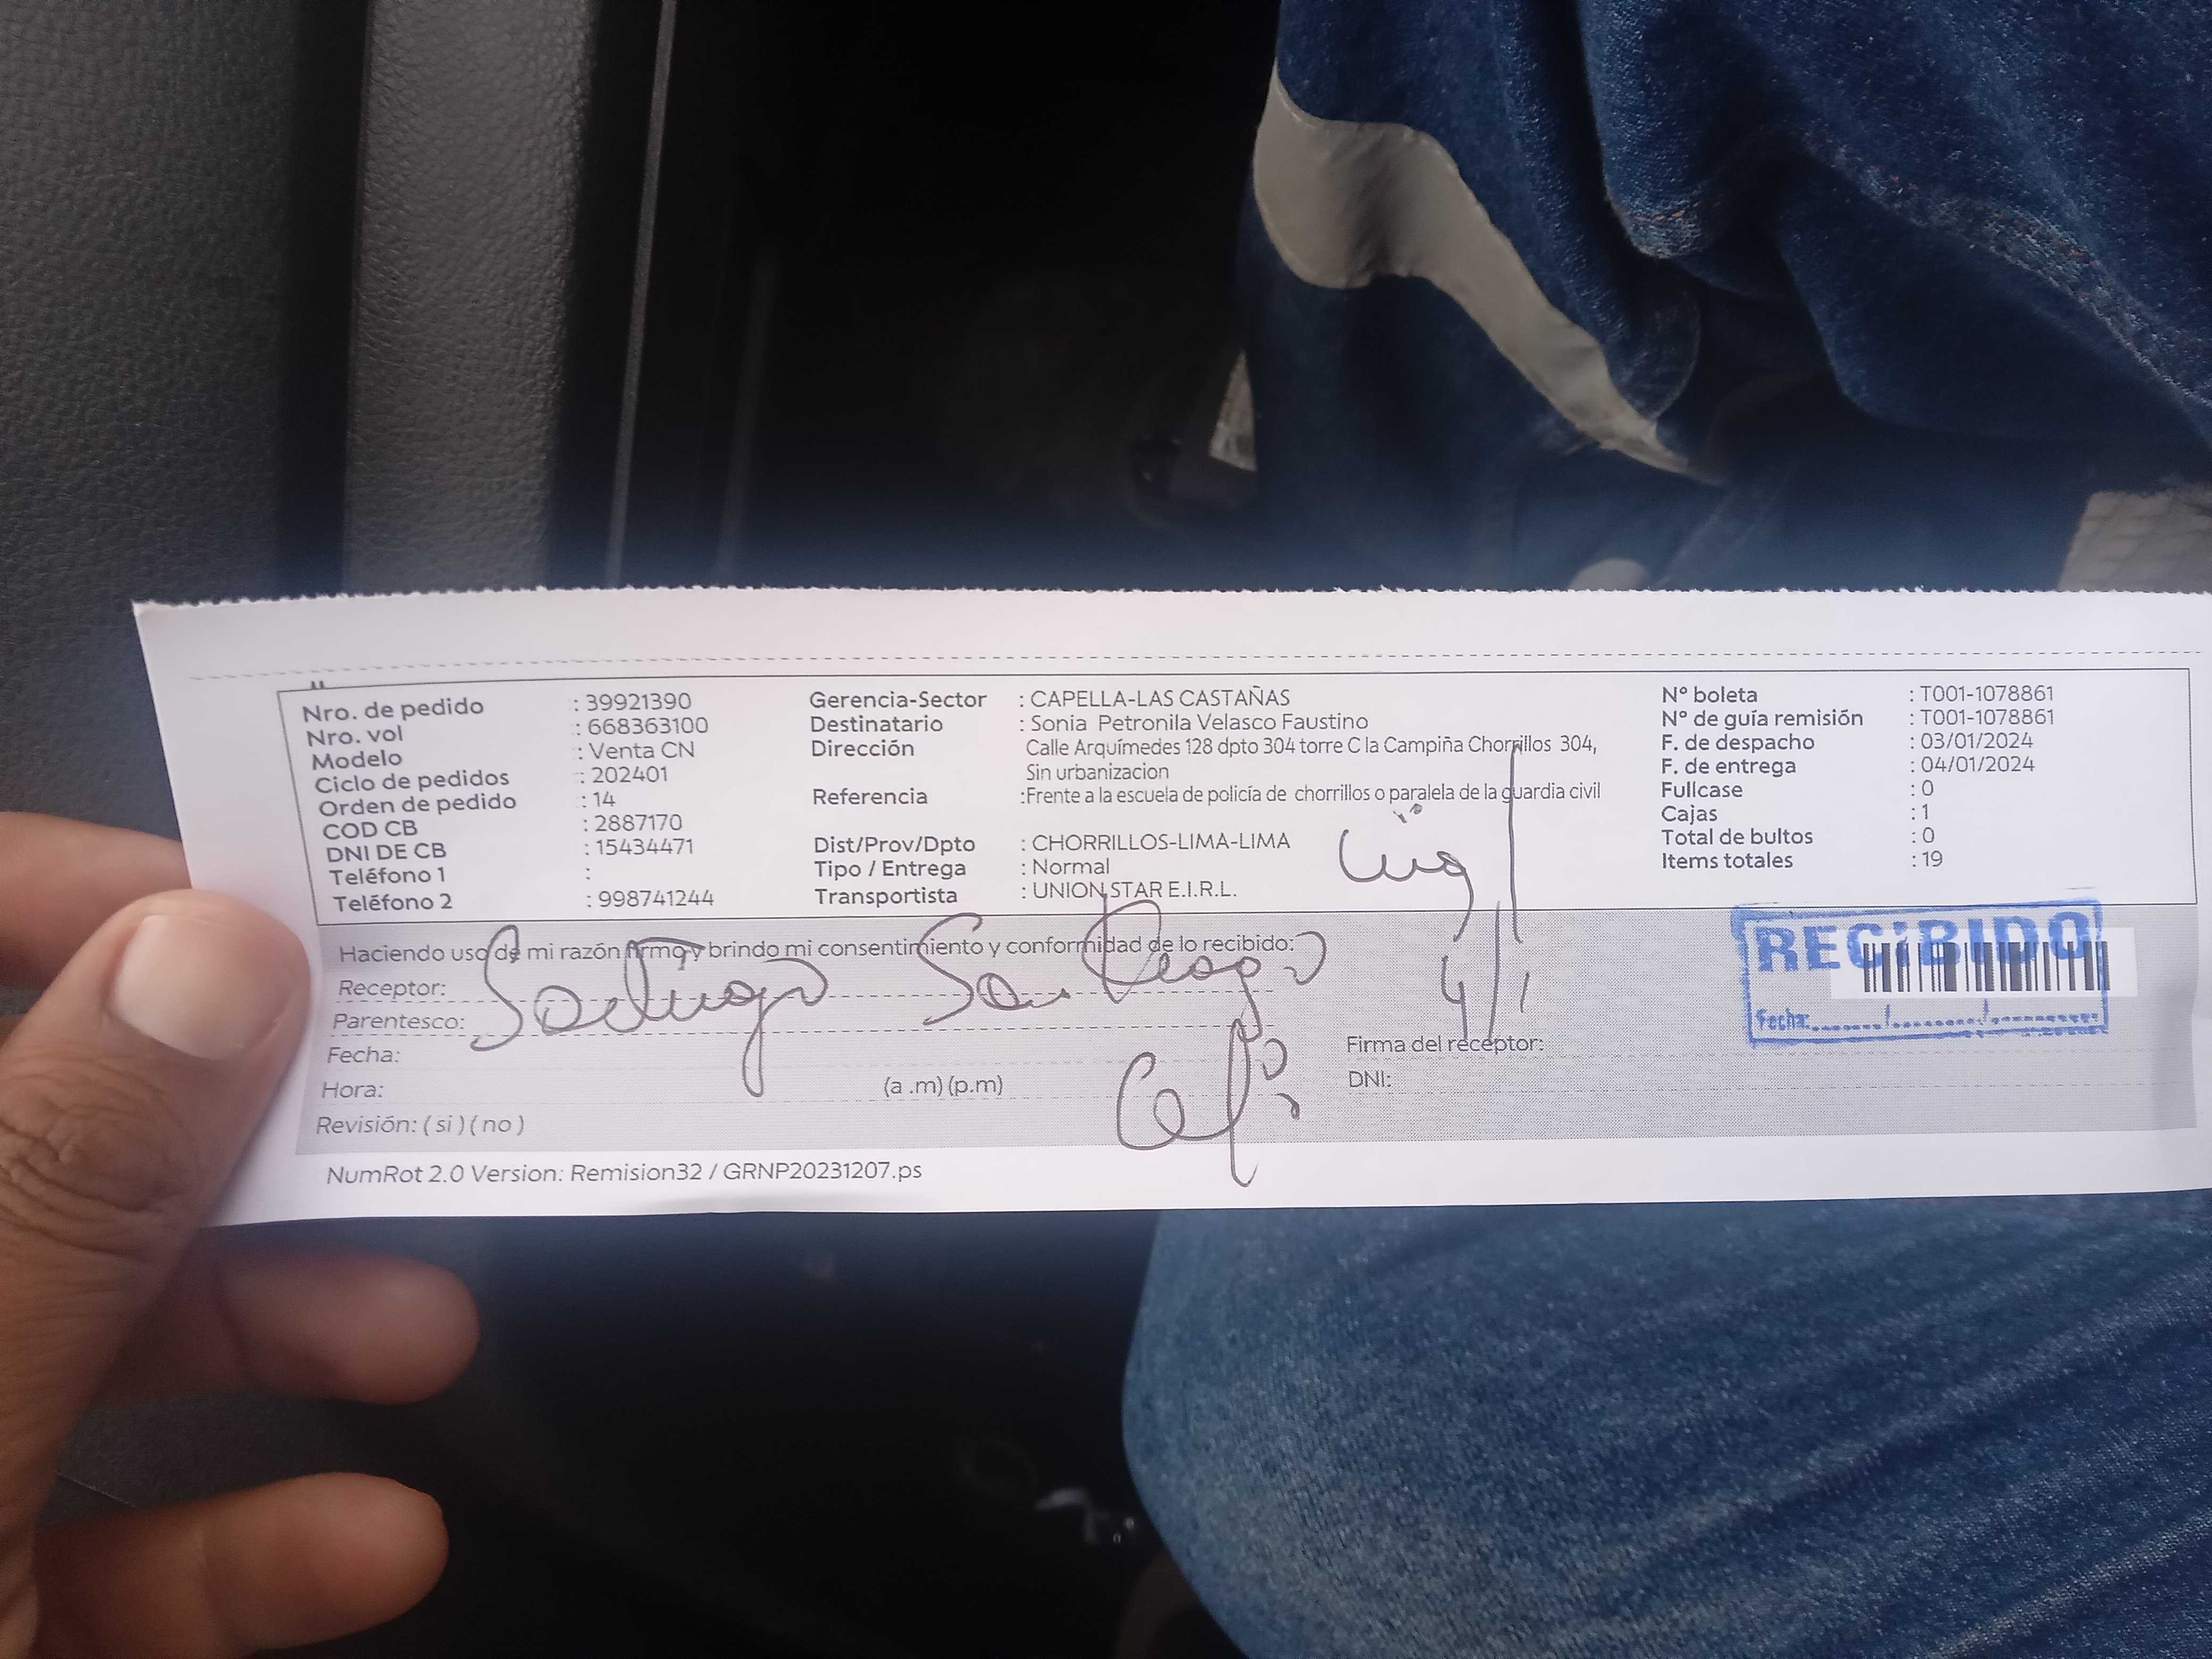 Nro. de pedido : 39921390
Nro. vol : 668363100
Modelo : Venta CN
Ciclo de pedidos : 202401
Orden de pedido : 14
COD CB : 2887170
DNI DE CB : 15434471
Teléfono 1 :
Teléfono 2 : 998741244
Gerencia-Sector : CAPELLA-LAS CASTAÑAS
Destinatario : Sonia Petronila Velasco Faustino
Dirección Calle Arquímedes 128 dpto 304 torre C la Campiña Chorrillos 304,
Sin urbanizacion
Referencia :Frente a la escuela de policía de chorrillos o paralela de la guardia civil
Dist/Prov/Dpto : CHORRILLOS-LIMA-LIMA
Tipo / Entrega : Normal
Transportista : UNION STAR E.I.R.L.
N° boleta : T001-1078861
N° de guía remisión : T001-1078861
F. de despacho : 03/01/2024
F. de entrega : 04/01/2024
Fullcase : 0
Cajas : 1
Total de bultos : 0
Items totales : 19
Haciendo uso de mi razón firmo y brindo mi consentimiento y conformidad de lo recibido:
Receptor:
Parentesco:
Fecha:
Hora: (a .m) (p.m)
Revisión: ( si ) ( no )
4/1
Firma del receptor:
DNI:
RECiBIDO
Fecha:
NumRot 2.0 Version: Remision32 / GRNP20231207.ps